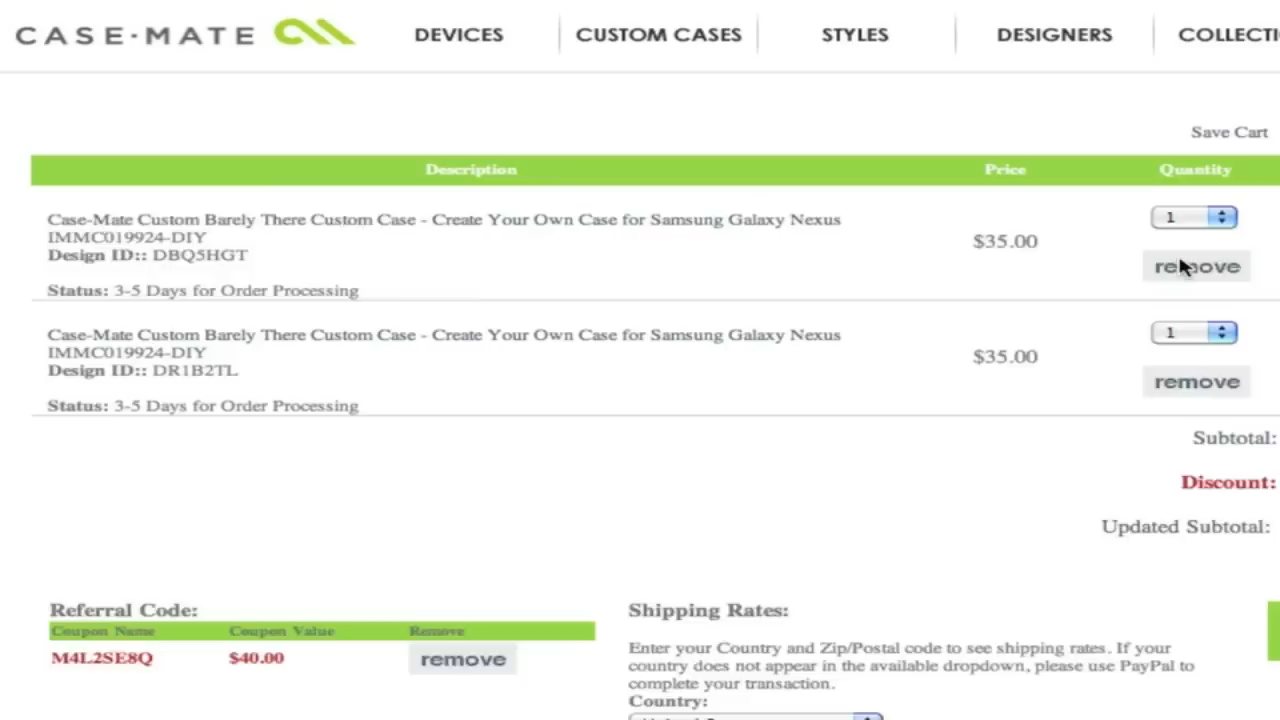 CASE·MATE DEVICES CUSTOM CASES STYLES DESIGNERS COLLECTI
Save Cart
Description Price Quantity
Case-Mate Custom Barely There Custom Case - Create Your Own Case for Samsung Galaxy Nexus 1
IMMC019924-DIY $35.00
Design ID:: DBQ5HGT remove
Status: 3-5 Days for Order Processing
Case-Mate Custom Barely There Custom Case - Create Your Own Case for Samsung Galaxy Nexus 1
IMMC019924-DIY $35.00
Design ID:: DR1B2TL remove
Status: 3-5 Days for Order Processing
Subtotal:
Discount:
Updated Subtotal:
Referral Code:
Coupon Name Coupon Value Remove
M4L2SE8Q $40.00 remove
Shipping Rates:
Enter your Country and Zip/Postal code to see shipping rates. If your
country does not appear in the available dropdown, please use PayPal to
complete your transaction.
Country: